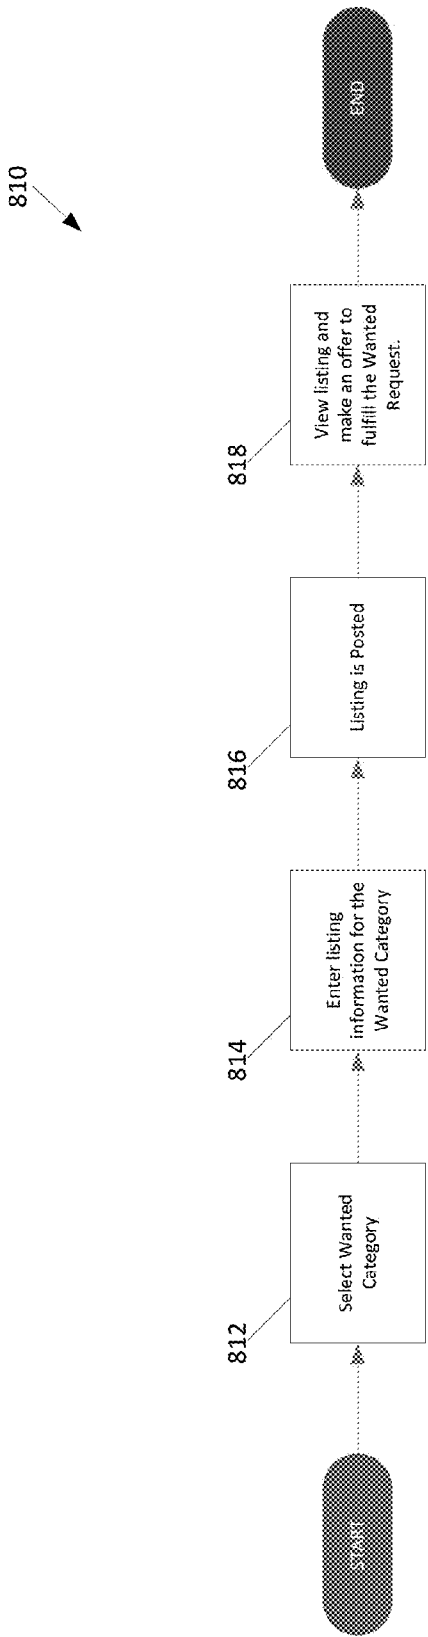 810
START
812
Select Wanted
Category
814
Enter listing
information for the
Wanted Category
816
Listing is Posted
818
View listing and
make an offer to
fulfill the Wanted
Request.
END